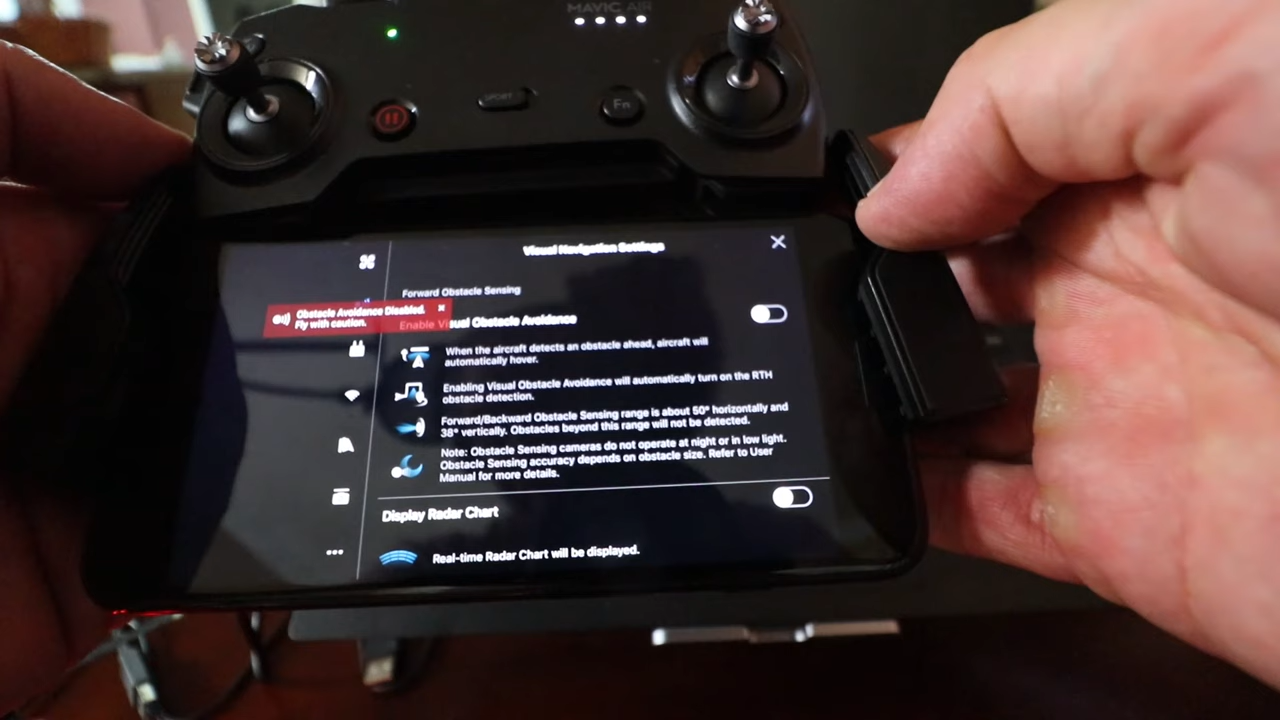 MAVIC AIR
SPORT
Fn
Visual Navigation Settings
Forward Obstacle Sensing
Obstacle Avoidance Disabled.
Fly with caution.
Enable Visual Obstacle Avoidance
When the aircraft detects an obstacle ahead, aircraft will
automatically hover.
Enabling Visual Obstacle Avoidance will automatically turn on the RTH
obstacle detection.
Forward/Backward Obstacle Sensing range is about 50° horizontally and
38° vertically. Obstacles beyond this range will not be detected.
Note: Obstacle Sensing cameras do not operate at night or in low light.
Obstacle Sensing accuracy depends on obstacle size. Refer to User
Manual for more details.
Display Radar Chart
Real-time Radar Chart will be displayed.